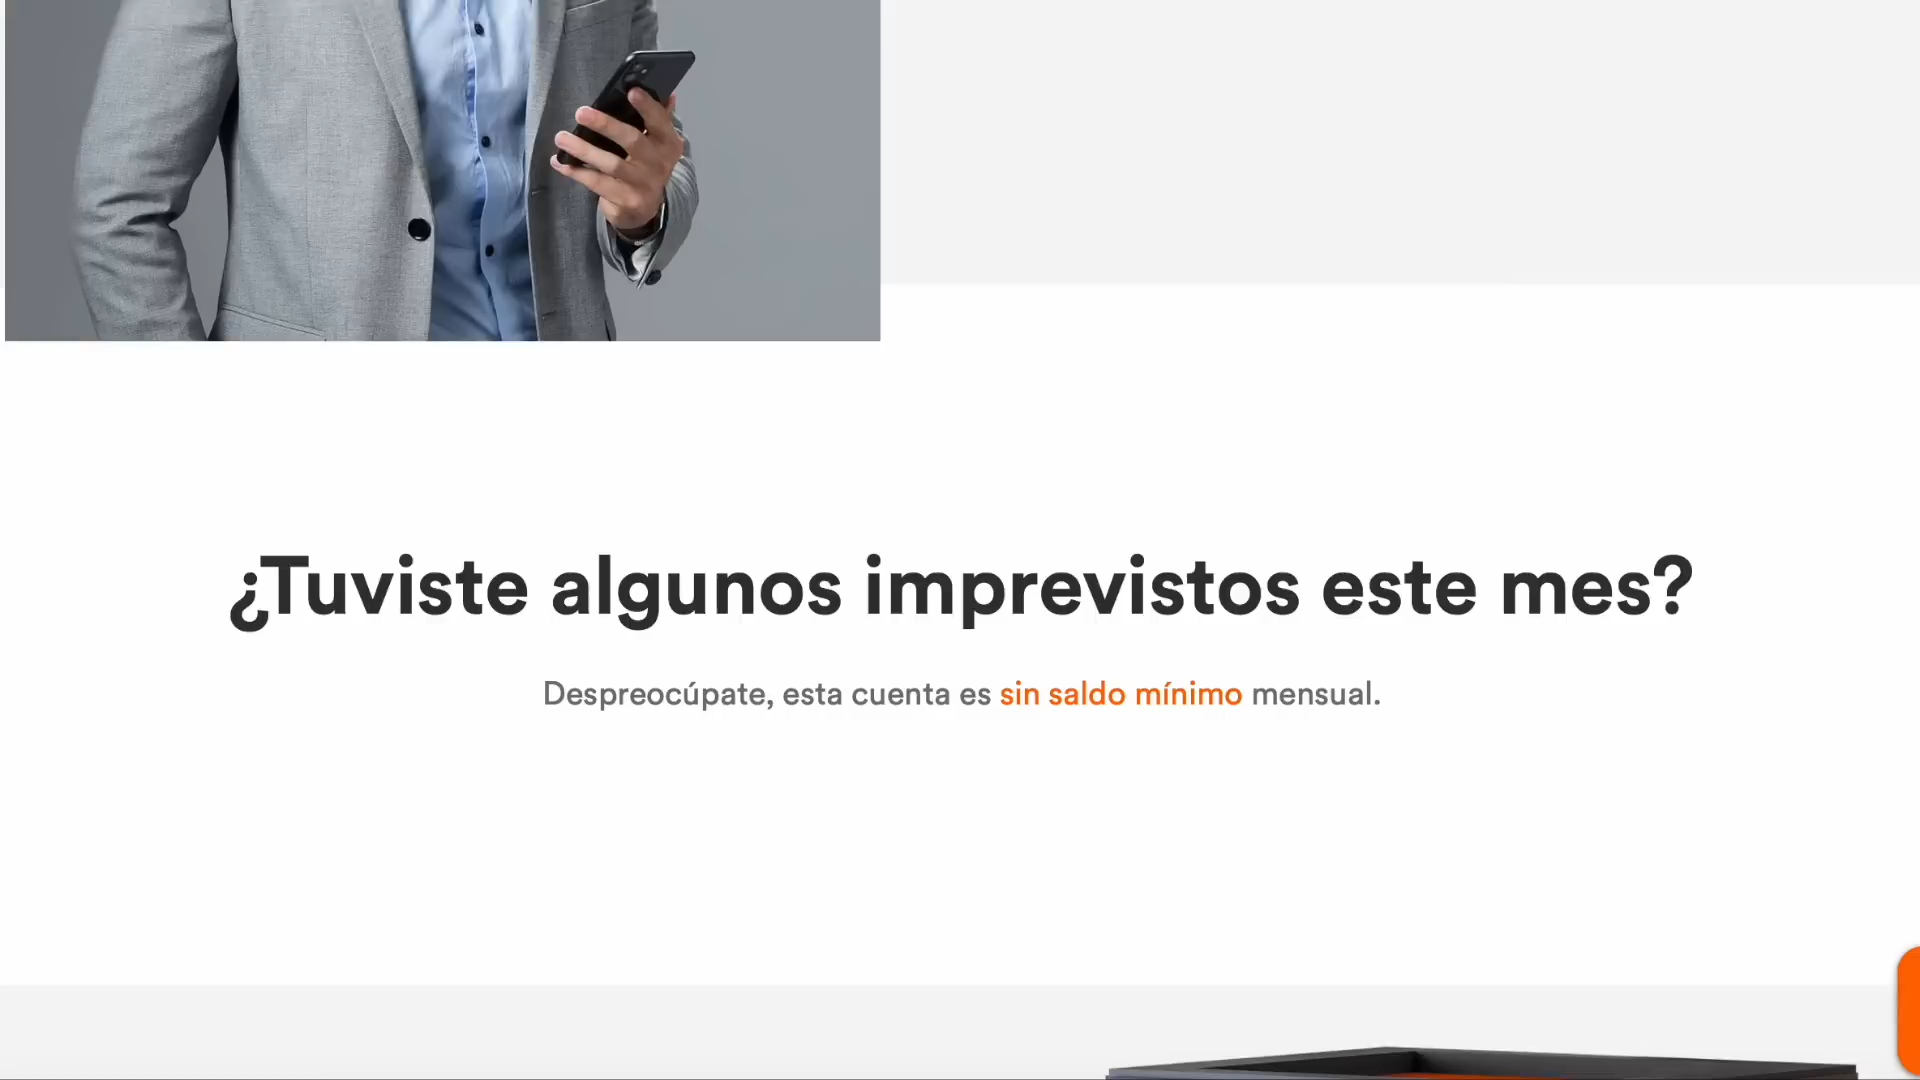 ¿Tuviste algunos imprevistos este mes?
Despreocúpate, esta cuenta es sin saldo mínimo mensual.